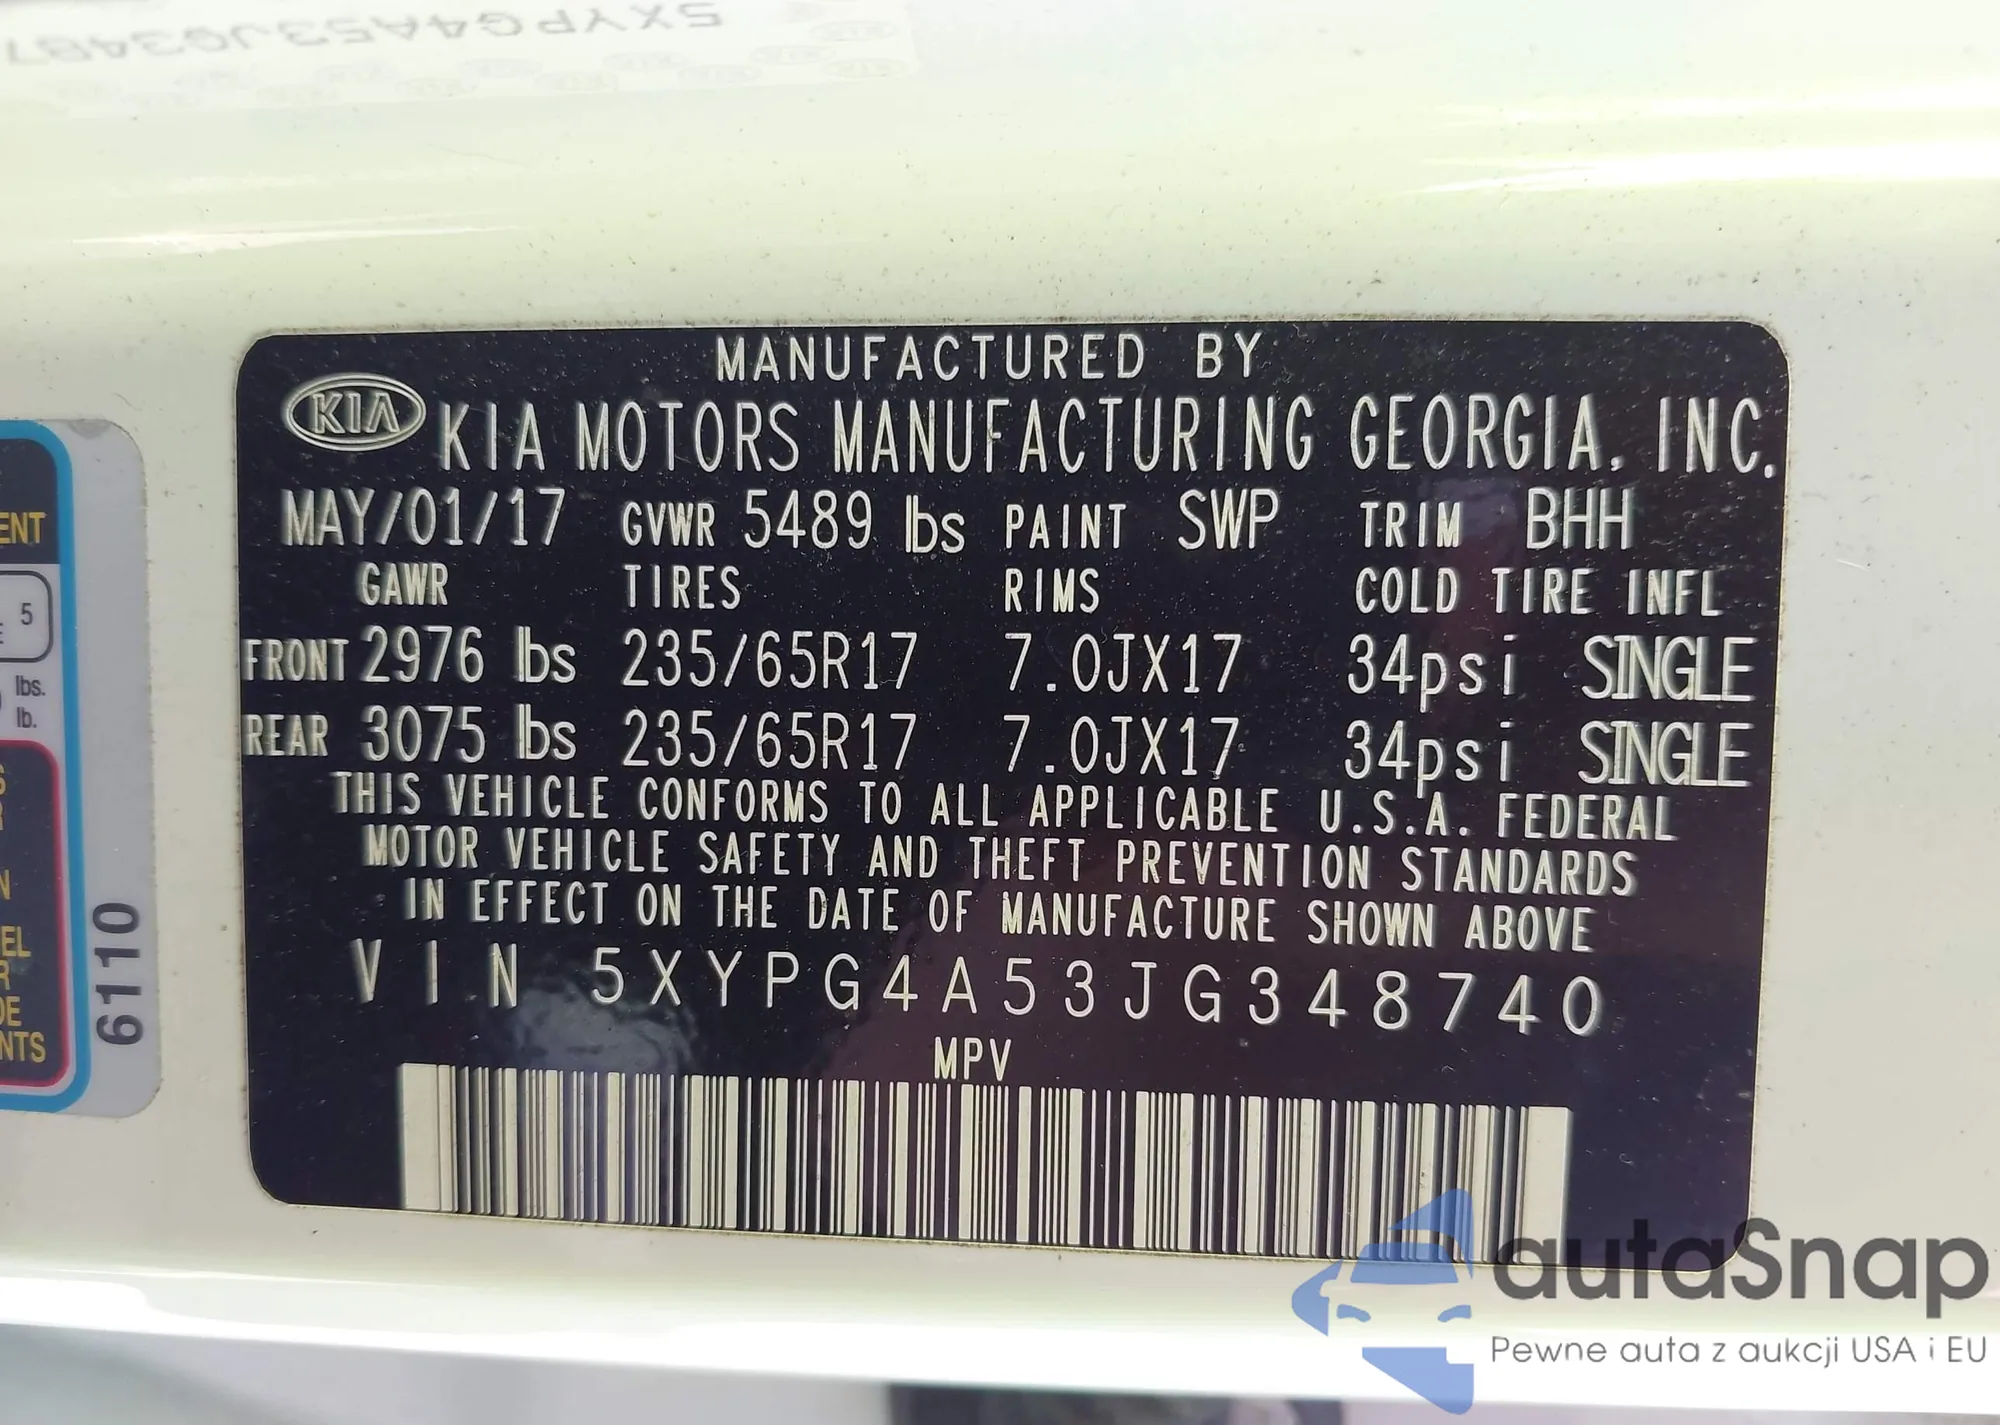 5XYPG4A53JG3487
MANUFACTURED BY
KIA KIA MOTORS MANUFACTURING GEORGIA, INC.
MAY/01/17 GVWR 5489 lbs PAINT SWP TRIM BHH
GAWR TIRES RIMS COLD TIRE INFL
FRONT 2976 lbs 235/65R17 7.0JX17 34psi SINGLE
REAR 3075 lbs 235/65R17 7.0JX17 34psi SINGLE
THIS VEHICLE CONFORMS TO ALL APPLICABLE U.S.A. FEDERAL
MOTOR VEHICLE SAFETY AND THEFT PREVENTION STANDARDS
IN EFFECT ON THE DATE OF MANUFACTURE SHOWN ABOVE
VIN 5XYPG4A53JG348740
MPV
5
lbs.
lb.
6110
autaSnap
Pewne auta z aukcji USA i EU